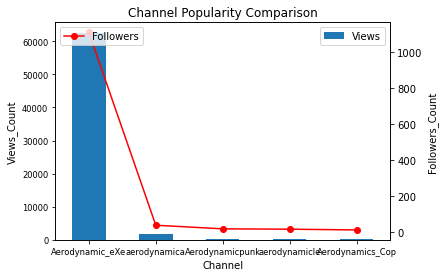 Channel Popularity Comparison
Followers
Views
60000
50000
40000
30000
20000
10000
0
1000
800
600
400
200
0
Views_Count
Followers_Count
Aerodynamic_eXe
aerodynamica
Aerodynamicpunk
aerodynamicle
Aerodynamics_Cop
Channel